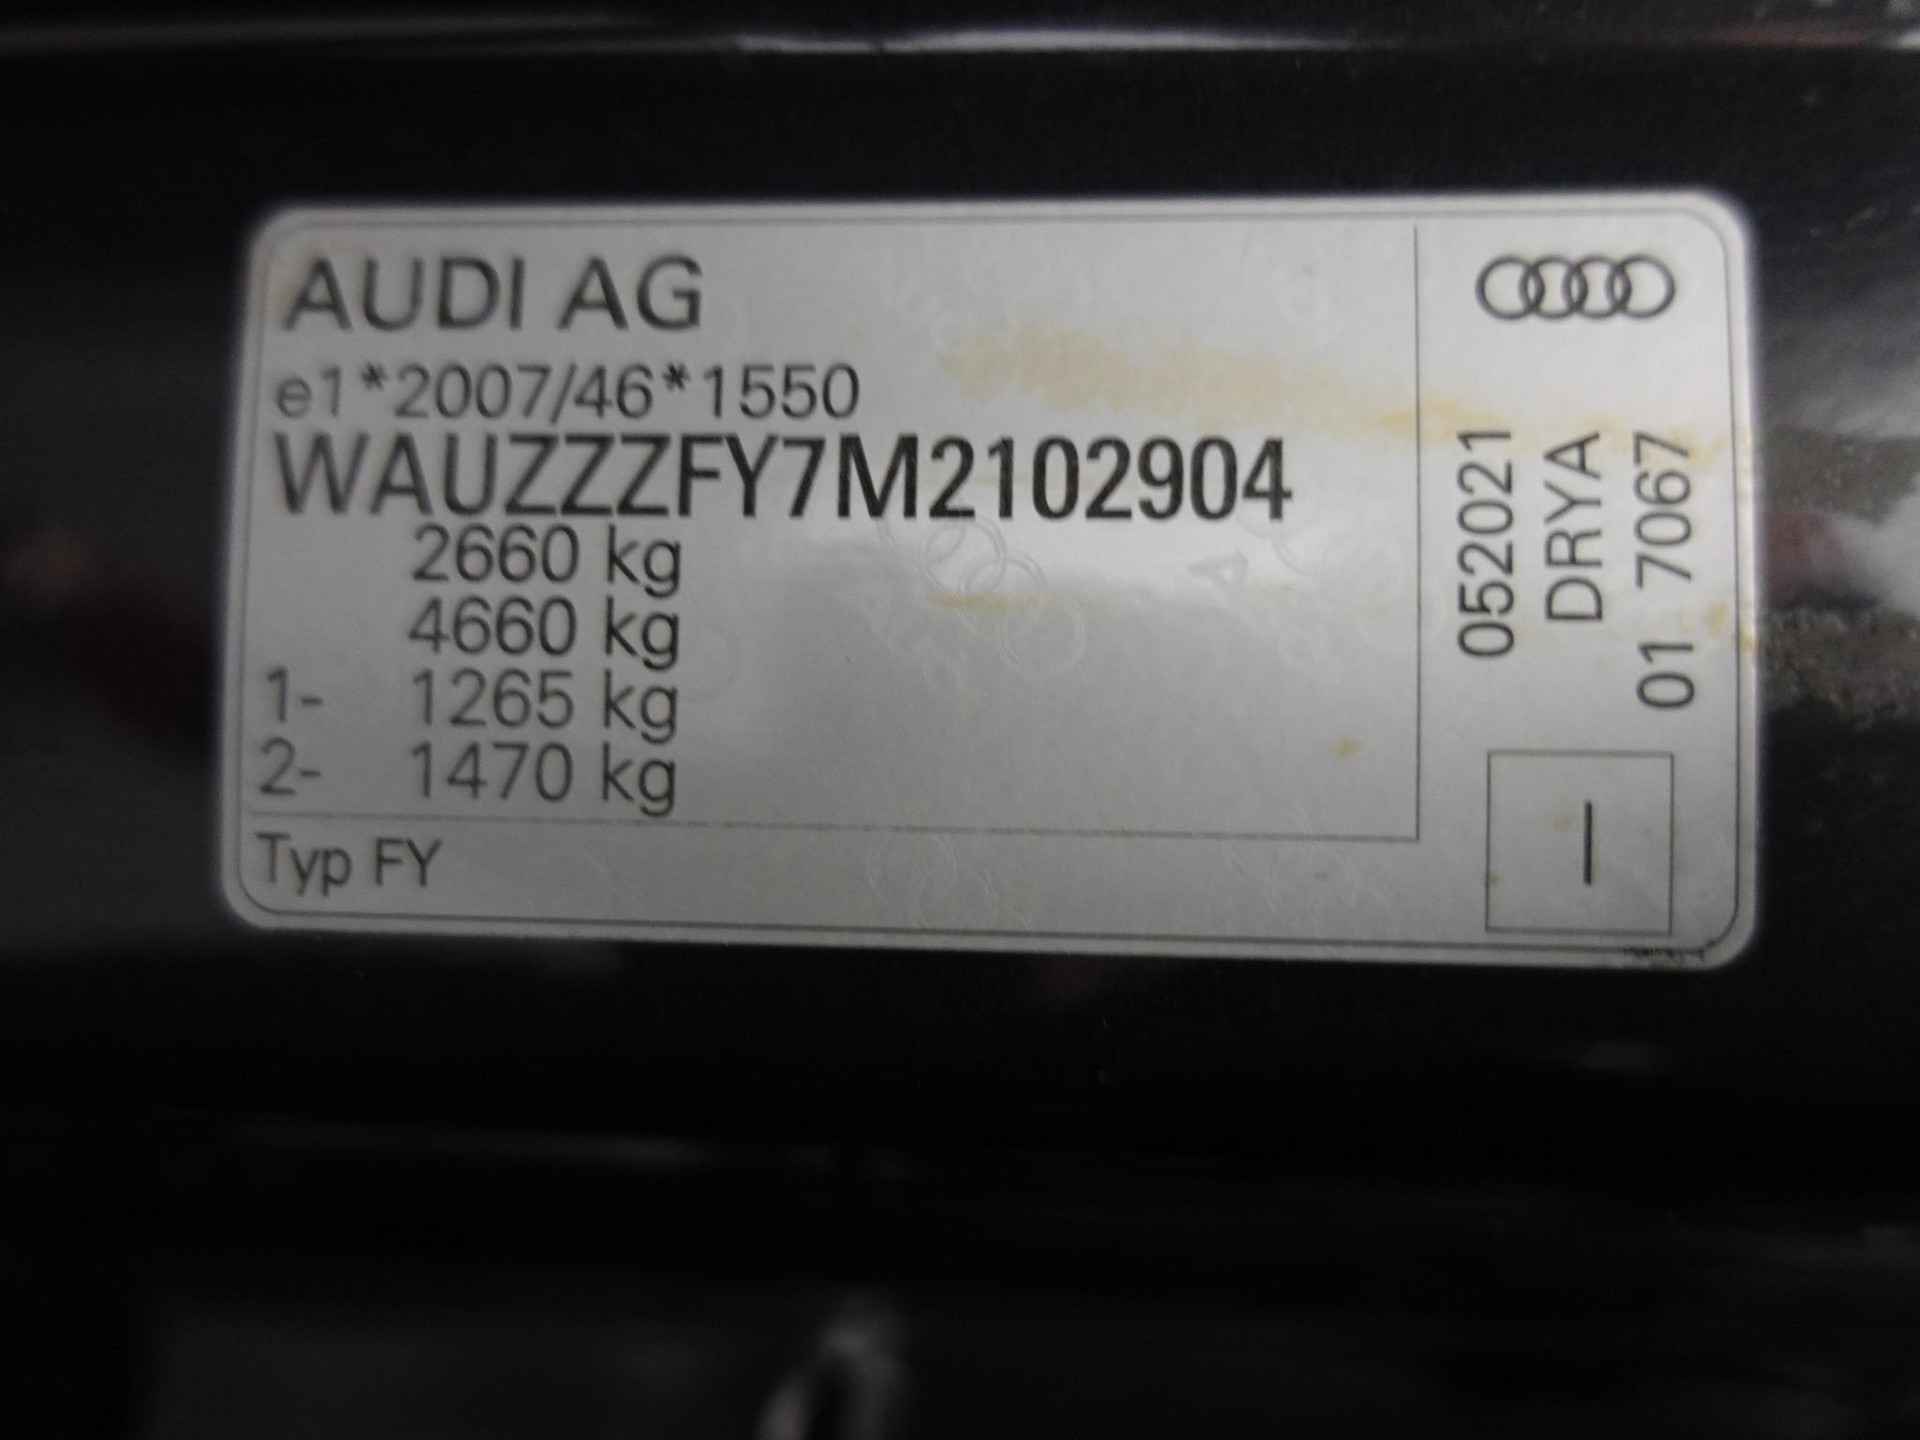 AUDI AG
e1*2007/46*1550
WAUZZZFY7M2102904
2660 kg
4660 kg
1- 1265 kg
2- 1470 kg
Typ FY
052021
DRYA
01 7067
–